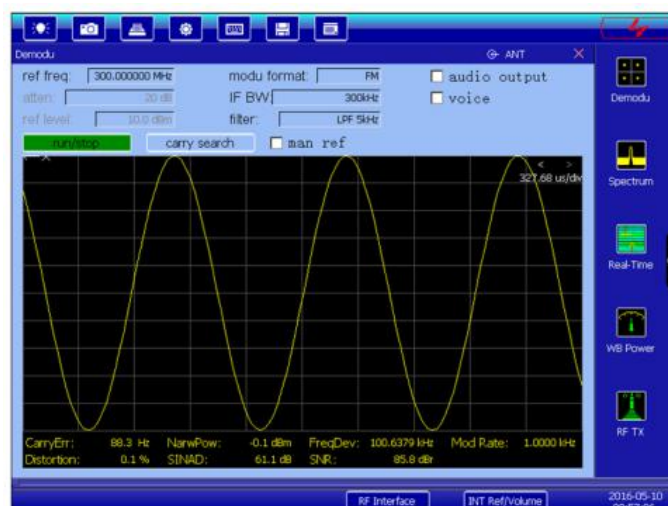 Demodu ANT
ref freq: 300.000000 MHz modu format: FM audio output
atten: 20 dB IF BW: 300kHz voice
ref level: 10.0 dBm filter: LPF 5kHz
run/stop carry search man ref
< >
327.68 us/div
CarryErr: 88.3 Hz NarwPow: -0.1 dBm FreqDev: 100.6379 kHz Mod Rate: 1.0000 kHz
Distortion: 0.1 % SINAD: 61.1 dB SNR: 85.8 dBr
Demodu
Spectrum
Real-Time
WB Power
RF TX
RF Interface INT Ref/Volume 2016-05-10